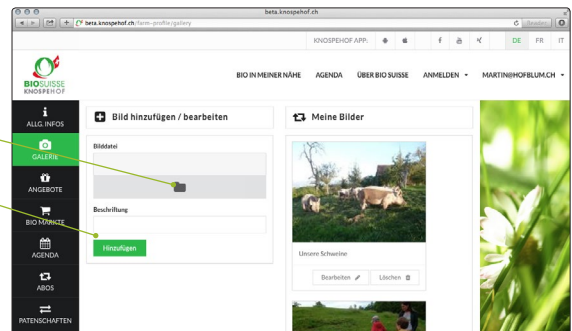 beta.knospehof.ch
beta.knospehof.ch/farm-profile/gallery
Reader
KNOSPEHOF APP:
DE FR IT
BIOSUISSE
KNOSPEHOF
BIO IN MEINER NÄHE AGENDA ÜBER BIO SUISSE ANMELDEN MARTIN@HOFBLUM.CH
ALLG. INFOS
GALERIE
ANGEBOTE
BIO MÄRKTE
AGENDA
ABOS
PATENSCHAFTEN
Bild hinzufügen / bearbeiten
Bilddatei
Beschriftung
Hinzufügen
Meine Bilder
Unsere Schweine
Bearbeiten Löschen